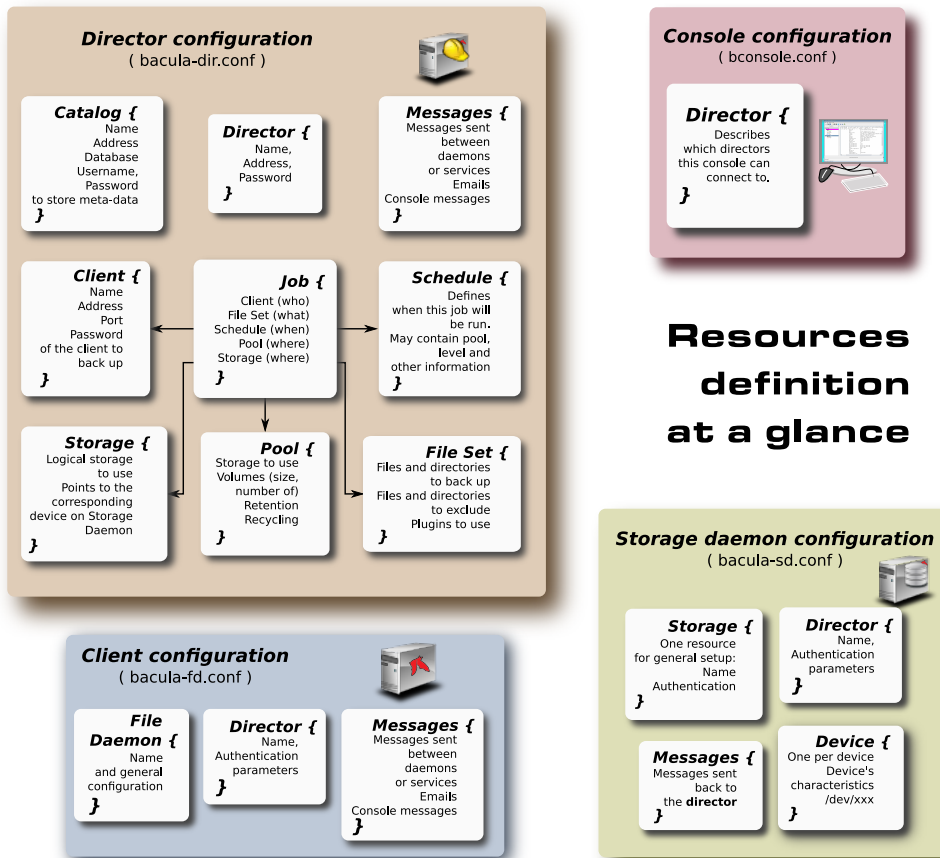 Director configuration
( bacula-dir.conf )
Catalog {
Name
Address
Database
Username,
Password
to store meta-data
}
Director {
Name,
Address,
Password
}
Messages {
Messages sent
between
daemons
or services
Emails
Console messages
}
Client {
Name
Address
Port
Password
of the client to
back up
}
Job {
Client (who)
File Set (what)
Schedule (when)
Pool (where)
Storage (where)
}
Schedule {
Defines
when this job will
be run.
May contain pool,
level and
other information
}
Storage {
Logical storage
to use
Points to the
corresponding
device on Storage
Daemon
}
Pool {
Storage to use
Volumes (size,
number of)
Retention
Recycling
}
File Set {
Files and directories
to back up
Files and directories
to exclude
Plugins to use
}
Console configuration
( bconsole.conf )
Director {
Describes
which directors
this console can
connect to.
}
Resources
definition
at a glance
Client configuration
( bacula-fd.conf )
File
Daemon {
Name
and general
configuration
}
Director {
Name,
Authentication
parameters
}
Messages {
Messages sent
between
daemons
or services
Emails
Console messages
}
Storage daemon configuration
( bacula-sd.conf )
Storage {
One resource
for general setup:
Name
Authentication
}
Director {
Name,
Authentication
parameters
}
Messages {
Messages sent
back to
the director
}
Device {
One per device
Device's
characteristics
/dev/xxx
}